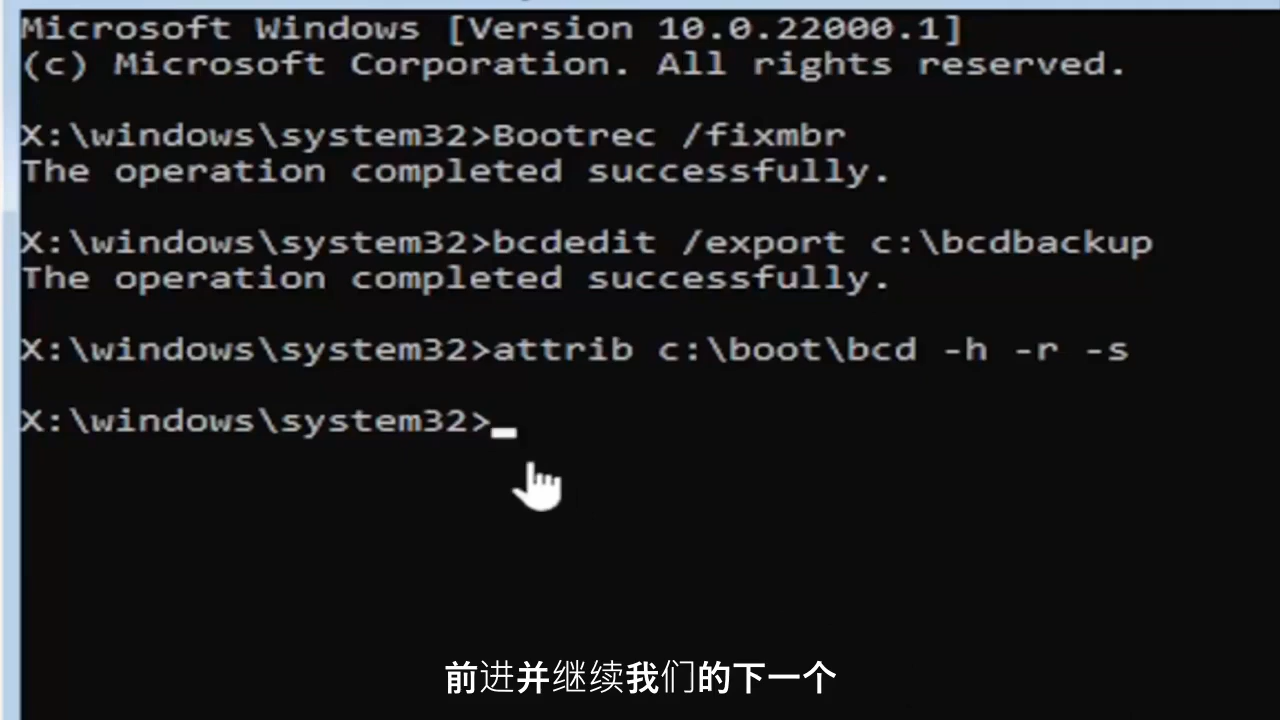 Microsoft Windows [Version 10.0.22000.1]
(c) Microsoft Corporation. All rights reserved.
X:\windows\system32>Bootrec /fixmbr
The operation completed successfully.
X:\windows\system32>bcdedit /export c:\bcdbackup
The operation completed successfully.
X:\windows\system32>attrib c:\boot\bcd -h -r -s
X:\windows\system32>
前进并继续我们的下一个